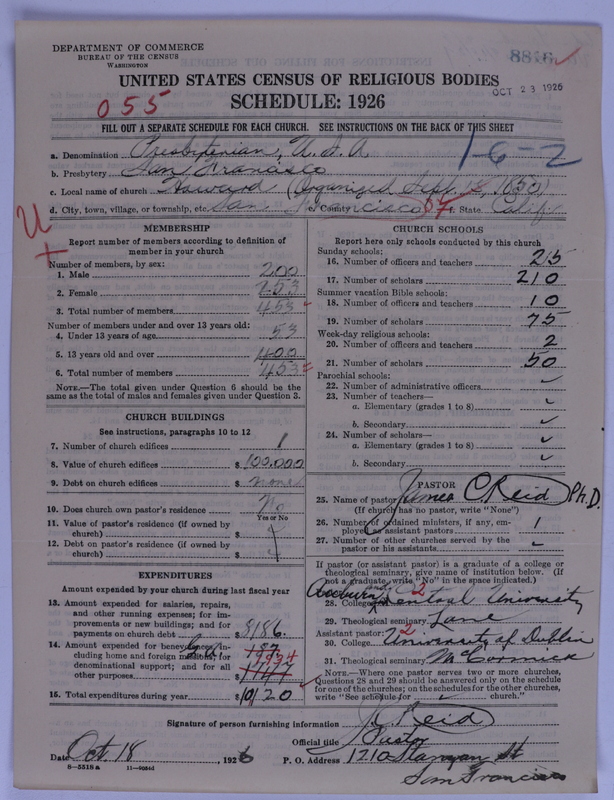 DEPARTMENT OF COMMERCE
BUREAU OF THE CENSUS
WASHINGTON
8816
UNITED STATES CENSUS OF RELIGIOUS BODIES
OCT 23 1926
055
SCHEDULE: 1926
FILL OUT A SEPARATE SCHEDULE FOR EACH CHURCH. SEE INSTRUCTIONS ON THE BACK OF THIS SHEET
a. Denomination Presbyterian, U.S.A.
1-6-2
b. Presbytery San Francisco
c. Local name of church Howard (Organized Sept. 1850)
d. City, town, village, or township, etc. San Francisco e. County f. State Calif
U
+
MEMBERSHIP
Report number of members according to definition of member in your church
Number of members, by sex:
1. Male 200
2. Female 253
3. Total number of members 453
Number of members under and over 13 years old:
4. Under 13 years of age 53
5. 13 years old and over 400
6. Total number of members 453
NOTE.—The total given under Question 6 should be the same as the total of males and females given under Question 3.
CHURCH BUILDINGS
See instructions, paragraphs 10 to 12
7. Number of church edifices 1
8. Value of church edifices $ 100,000
9. Debt on church edifices $ none
10. Does church own pastor's residence No
Yes or No
11. Value of pastor's residence (if owned by church) $
12. Debt on pastor's residence (if owned by church) $
EXPENDITURES
Amount expended by your church during last fiscal year
13. Amount expended for salaries, repairs, and other running expenses; for improvements or new buildings; and for payments on church debt $ 8186.
14. Amount expended for benevolences, including home and foreign missions; for denominational support; and for all other purposes 187 1934 1747
15. Total expenditures during year $ 10120
CHURCH SCHOOLS
Report here only schools conducted by this church
Sunday schools:
16. Number of officers and teachers 25
17. Number of scholars 210
Summer vacation Bible schools:
18. Number of officers and teachers 10
19. Number of scholars 75
Week-day religious schools:
20. Number of officers and teachers 2
21. Number of scholars 50
Parochial schools:
22. Number of administrative officers
23. Number of teachers—
a. Elementary (grades 1 to 8)
b. Secondary
24. Number of scholars—
a. Elementary (grades 1 to 8)
b. Secondary
PASTOR
25. Name of pastor James C. Reid Ph.D.
(If church has no pastor, write "None")
26. Number of ordained ministers, if any, employed as assistant pastors 1
27. Number of other churches served by the pastor or his assistants
If pastor (or assistant pastor) is a graduate of a college or theological seminary, give name of institution below. (If not a graduate, write "No" in the space indicated.)
Pastor: 2
28. College Central University
29. Theological seminary Lane
Assistant pastor: 2
30. College University of Dublin
31. Theological seminary McCormick
NOTE.—Where one pastor serves two or more churches, Questions 28 and 29 should be answered only on the schedule for one of the churches; on the schedules for the other churches, write "See schedule for church."
Signature of person furnishing information J C Reid
Official title Pastor
Date Oct. 18 1926 P. O. Address 1210 Stanyan St
San Francisco
8-5518a 11-9054d